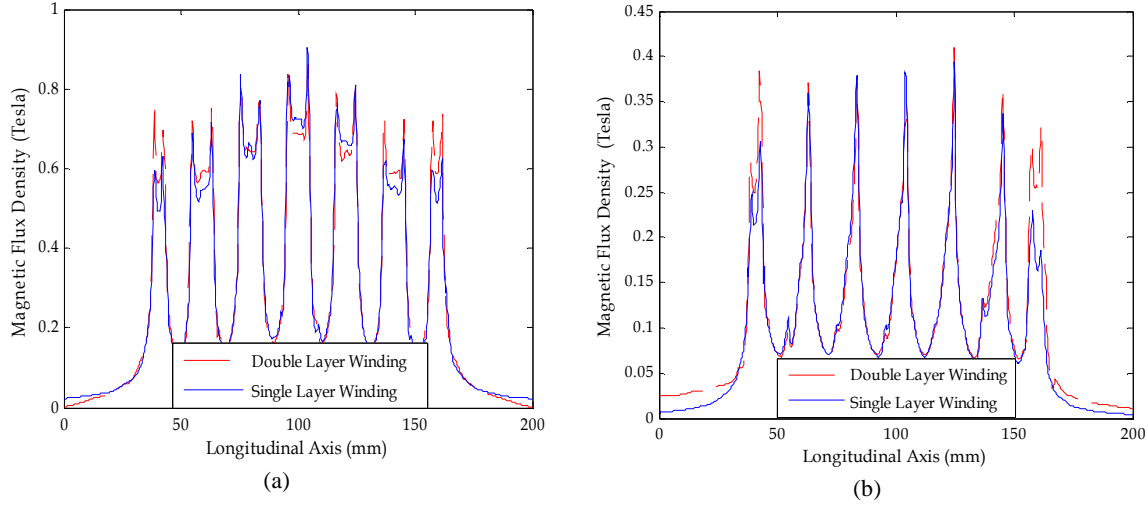 1
0.8
0.6
0.4
0.2
0
Magnetic Flux Density (Tesla)
Double Layer Winding
Single Layer Winding
0
50
100
150
200
Longitudinal Axis (mm)
(a)
0.45
0.4
0.35
0.3
0.25
0.2
0.15
0.1
0.05
0
Magnetic Flux Density (Tesla)
Double Layer Winding
Single Layer Winding
0
50
100
150
200
Longitudinal Axis (mm)
(b)